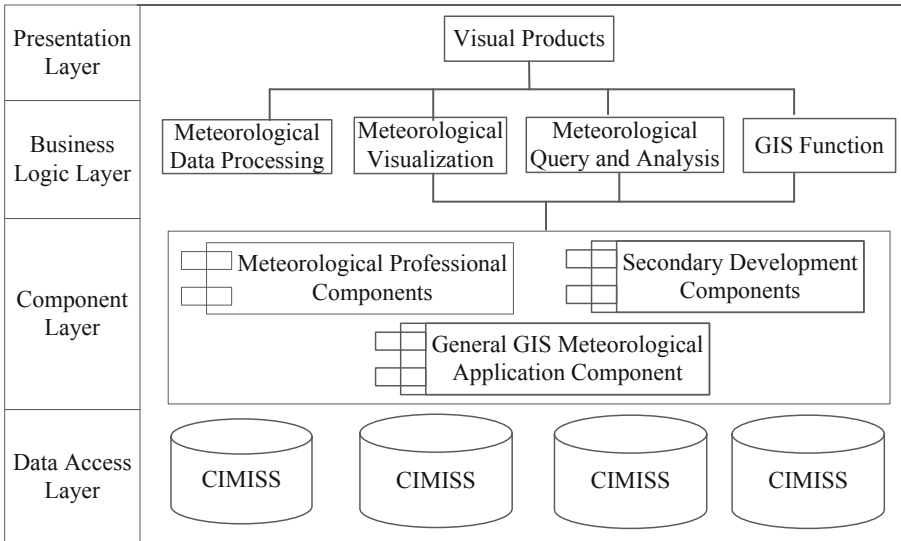 Presentation
Layer
Visual Products
Business
Logic Layer
Meteorological
Data Processing
Meteorological
Visualization
Meteorological
Query and Analysis
GIS Function
Component
Layer
Meteorological Professional
Components
Secondary Development
Components
General GIS Meteorological
Application Component
Data Access
Layer
CIMISS
CIMISS
CIMISS
CIMISS